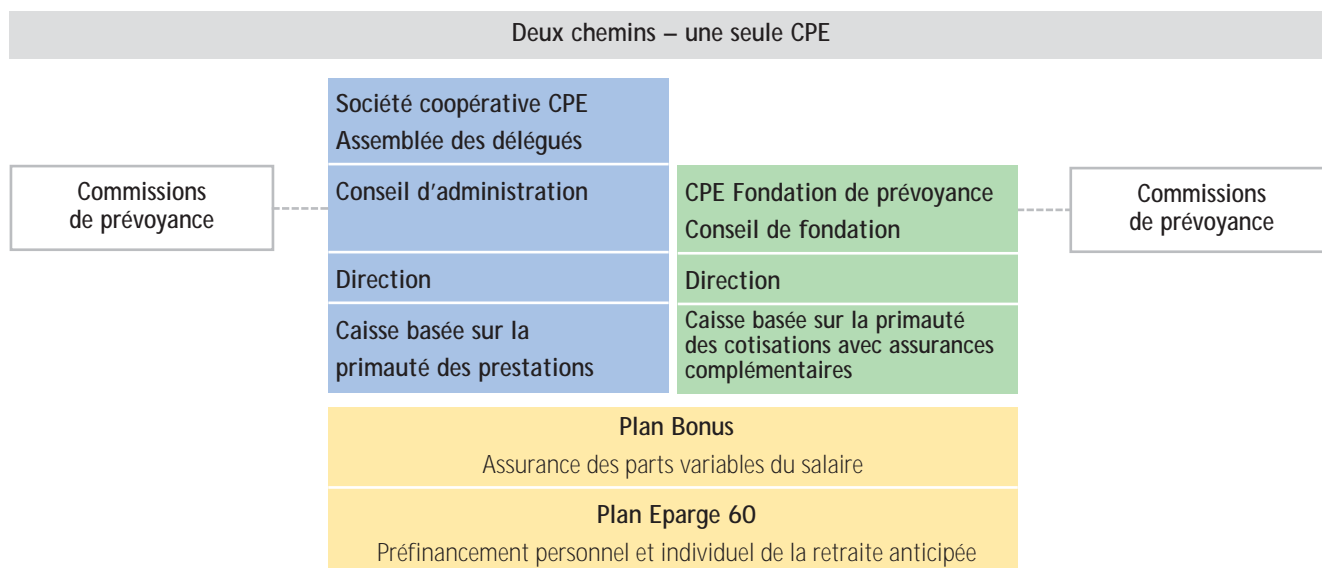 Deux chemins – une seule CPE
Société coopérative CPE
Assemblée des délégués
Commissions
de prévoyance
Conseil d'administration
CPE Fondation de prévoyance
Conseil de fondation
Commissions
de prévoyance
Direction
Direction
Caisse basée sur la
primauté des prestations
Caisse basée sur la primauté
des cotisations avec assurances
complémentaires
Plan Bonus
Assurance des parts variables du salaire
Plan Eparge 60
Préfinancement personnel et individuel de la retraite anticipée